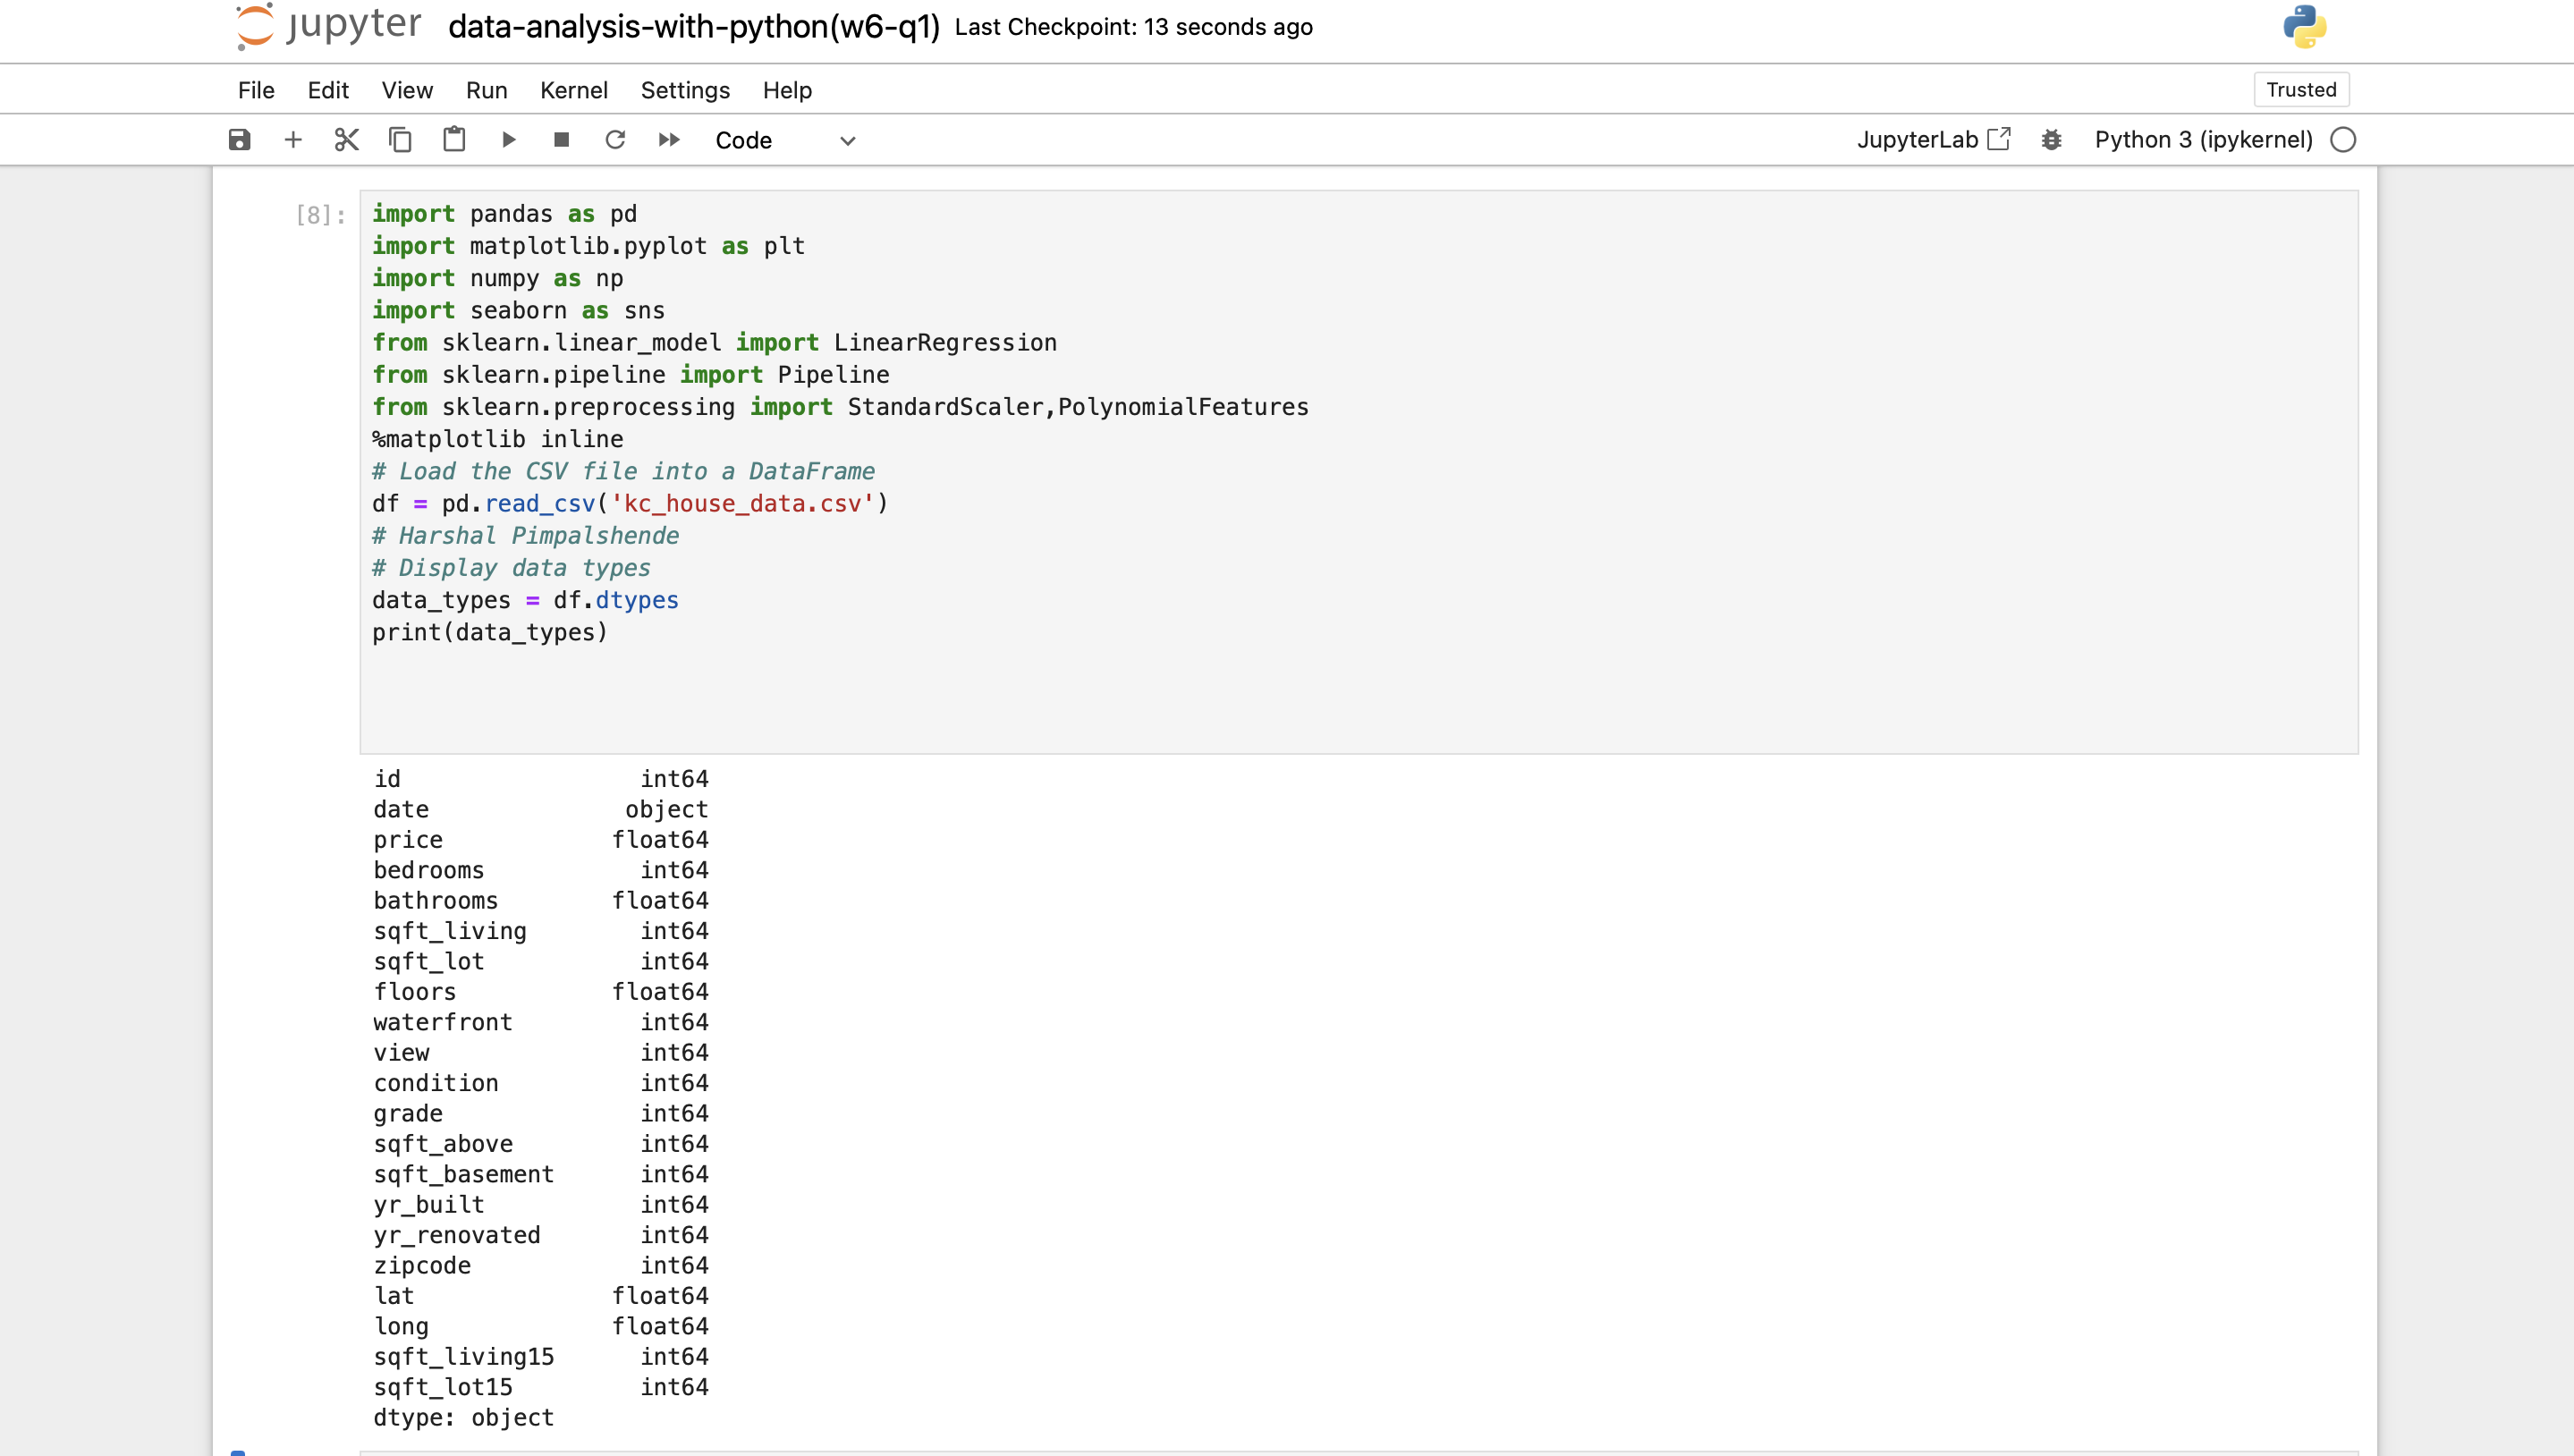 jupyter data-analysis-with-python(w6-q1) Last Checkpoint: 13 seconds ago
File Edit View Run Kernel Settings Help Trusted
Code JupyterLab Python 3 (ipykernel)
[8]:
import pandas as pd
import matplotlib.pyplot as plt
import numpy as np
import seaborn as sns
from sklearn.linear_model import LinearRegression
from sklearn.pipeline import Pipeline
from sklearn.preprocessing import StandardScaler,PolynomialFeatures
%matplotlib inline
# Load the CSV file into a DataFrame
df = pd.read_csv('kc_house_data.csv')
# Harshal Pimpalshende
# Display data types
data_types = df.dtypes
print(data_types)
id int64
date object
price float64
bedrooms int64
bathrooms float64
sqft_living int64
sqft_lot int64
floors float64
waterfront int64
view int64
condition int64
grade int64
sqft_above int64
sqft_basement int64
yr_built int64
yr_renovated int64
zipcode int64
lat float64
long float64
sqft_living15 int64
sqft_lot15 int64
dtype: object